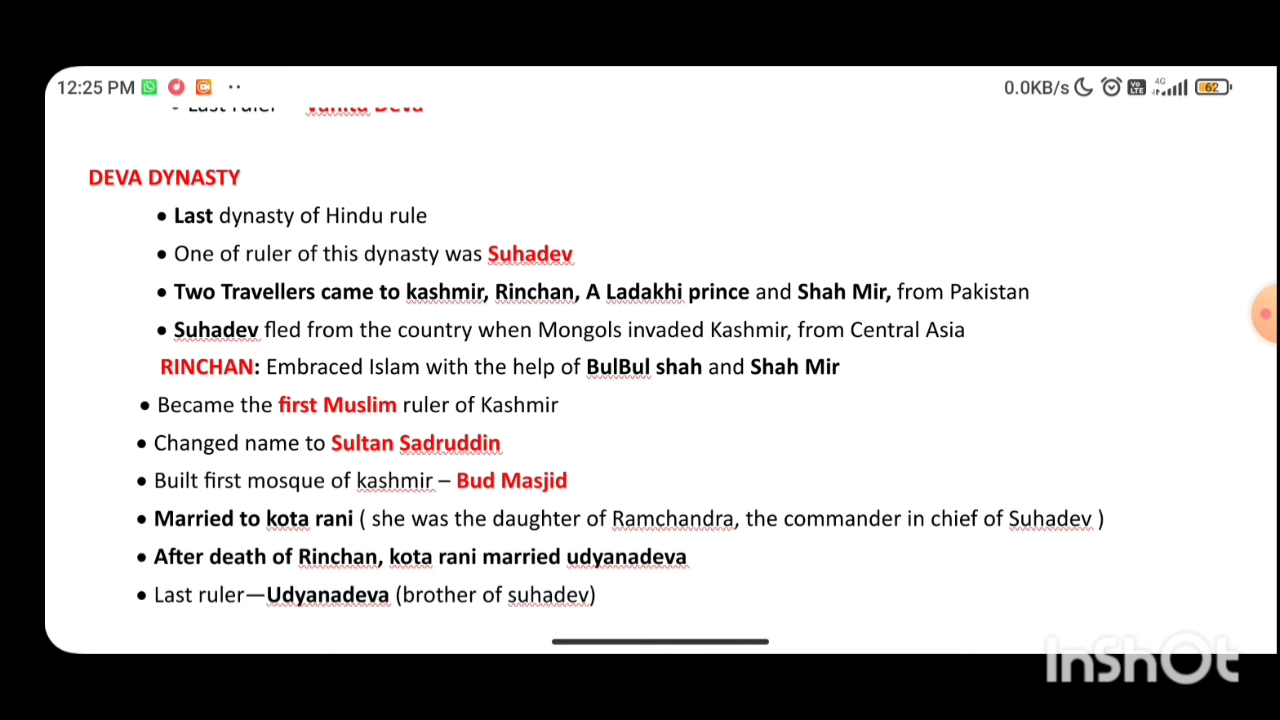 12:25 PM
0.0KB/s 4G 62
Last ruler Deva
DEVA DYNASTY
• Last dynasty of Hindu rule
• One of ruler of this dynasty was Suhadev
• Two Travellers came to kashmir, Rinchan, A Ladakhi prince and Shah Mir, from Pakistan
• Suhadev fled from the country when Mongols invaded Kashmir, from Central Asia
RINCHAN: Embraced Islam with the help of BulBul shah and Shah Mir
• Became the first Muslim ruler of Kashmir
• Changed name to Sultan Sadruddin
• Built first mosque of kashmir – Bud Masjid
• Married to kota rani ( she was the daughter of Ramchandra, the commander in chief of Suhadev )
• After death of Rinchan, kota rani married udyanadeva
• Last ruler—Udyanadeva (brother of suhadev)
InShOt